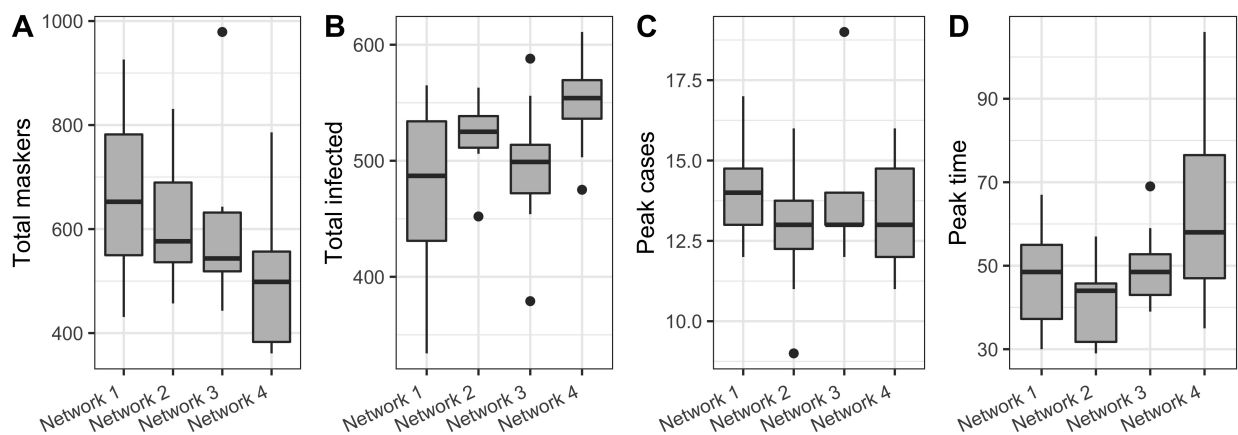 A
Total maskers
1000
800
600
400
Network 1
Network 2
Network 3
Network 4
B
Total infected
600
500
400
Network 1
Network 2
Network 3
Network 4
C
Peak cases
17.5
15.0
12.5
10.0
Network 1
Network 2
Network 3
Network 4
D
Peak time
90
70
50
30
Network 1
Network 2
Network 3
Network 4